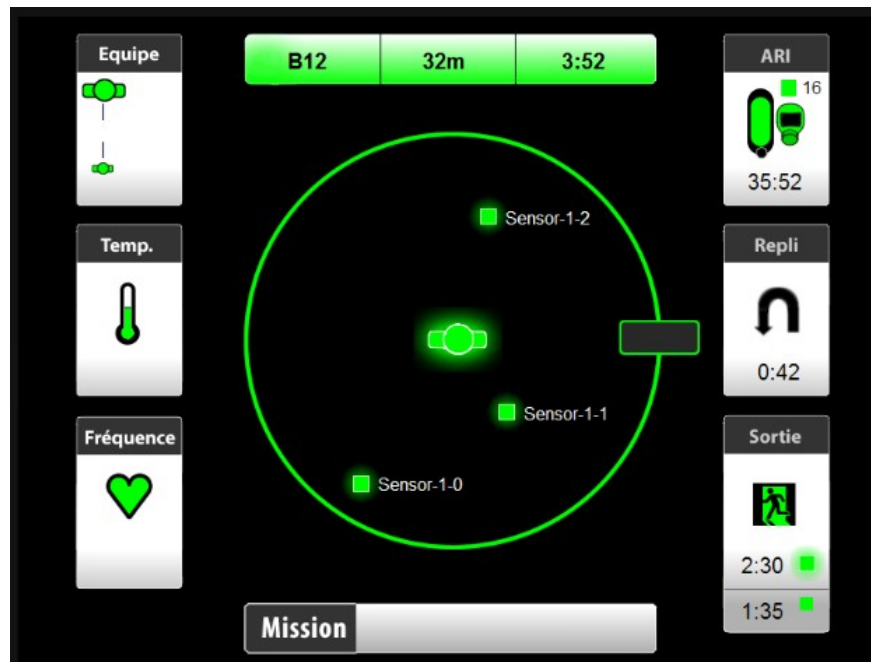 Equipe
B12 32m 3:52
ARI
16
35:52
Sensor-1-2
Temp.
Repli
0:42
Sensor-1-1
Fréquence
Sortie
Sensor-1-0
2:30
1:35
Mission